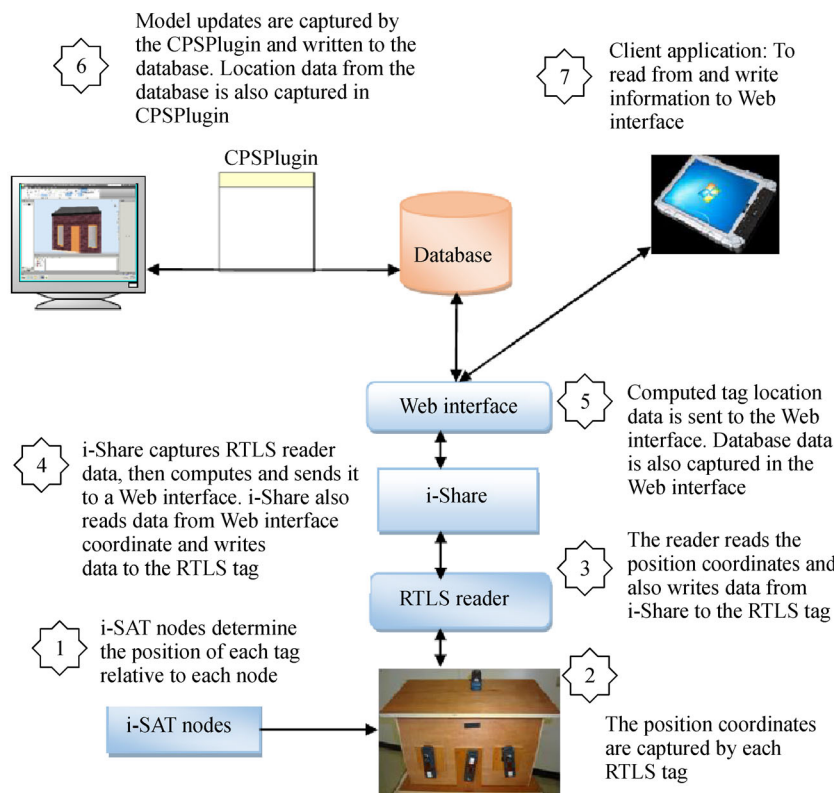 6
Model updates are captured by
the CPSPlugin and written to the
database. Location data from the
database is also captured in
CPSPlugin
7
Client application: To
read from and write
information to Web
interface
CPSPlugin
Database
Web interface
5
Computed tag location
data is sent to the Web
interface. Database data
is also captured in the
Web interface
4
i-Share captures RTLS reader
data, then computes and sends it
to a Web interface. i-Share also
reads data from Web interface
coordinate and writes
data to the RTLS tag
i-Share
3
The reader reads the
position coordinates and
also writes data from
i-Share to the RTLS tag
RTLS reader
1
i-SAT nodes determine
the position of each tag
relative to each node
2
The position coordinates
are captured by each
RTLS tag
i-SAT nodes